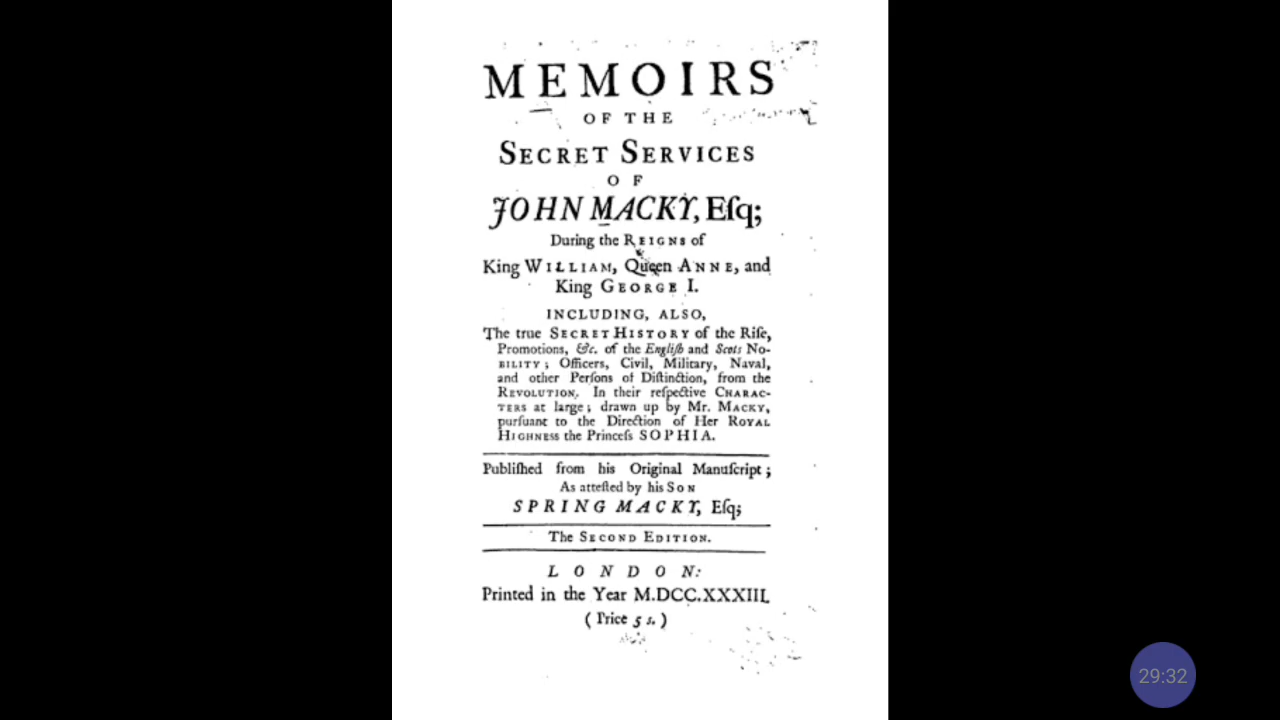 MEMOIRS
OF THE
SECRET SERVICES
OF
JOHN MACKY, Eſq;
During the REIGNS of
King WILLIAM, Queen ANNE, and
King GEORGE I.
INCLUDING, ALSO,
The true SECRET HISTORY of the Riſe,
Promotions, &c. of the Engliſh and Scots No-
BILITY; Officers, Civil, Military, Naval,
and other Perſons of Diſtinction, from the
REVOLUTION. In their reſpective CHARAC-
TERS at large; drawn up by Mr. MACKY,
purſuant to the Direction of Her ROYAL
HIGHNESS the Princeſs SOPHIA.
Publiſhed from his Original Manuſcript;
As atteſted by his SON
SPRING MACKY, Eſq;
The SECOND EDITION.
LONDON:
Printed in the Year M.DCC.XXXIII.
(Price 5 s.)
29:32